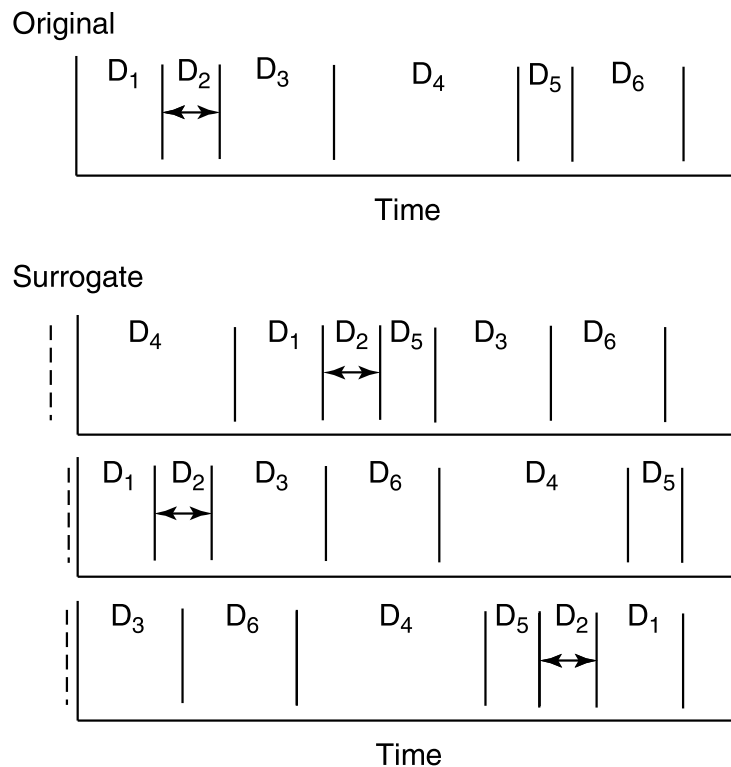 Original
D₁ D₂ D₃ D₄ D₅ D₆
Time
Surrogate
D₄ D₁ D₂ D₅ D₃ D₆
D₁ D₂ D₃ D₆ D₄ D₅
D₃ D₆ D₄ D₅ D₂ D₁
Time